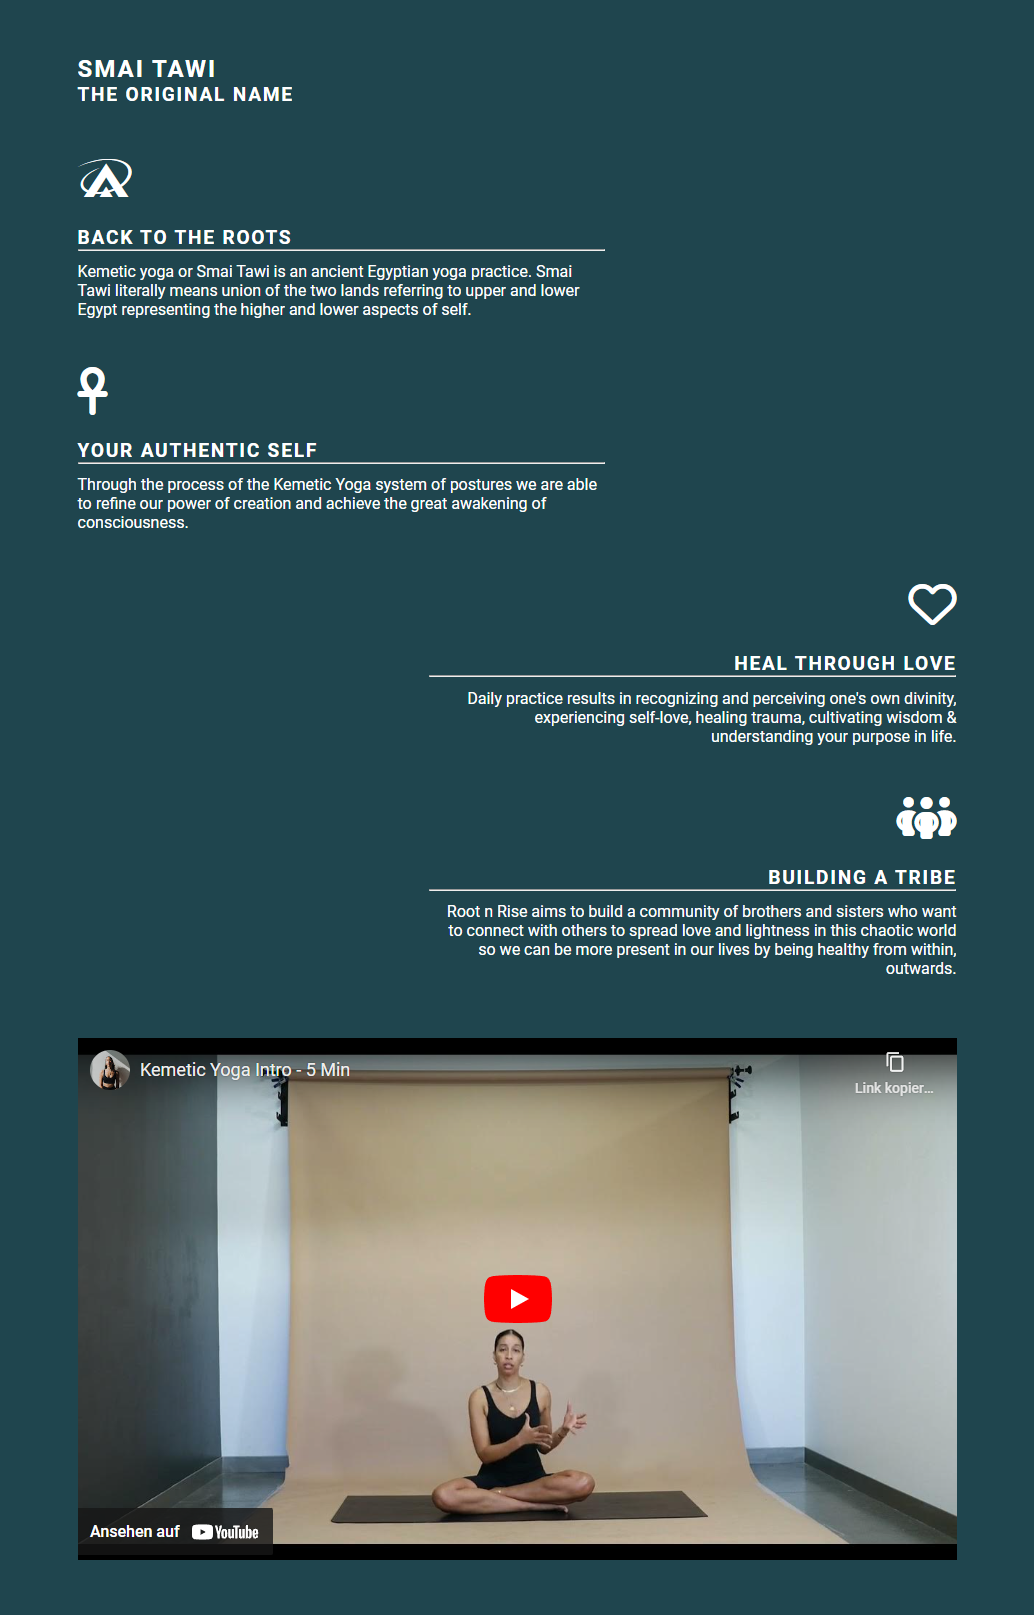 SMAI TAWI
THE ORIGINAL NAME
BACK TO THE ROOTS
Kemetic yoga or Smai Tawi is an ancient Egyptian yoga practice. Smai
Tawi literally means union of the two lands referring to upper and lower
Egypt representing the higher and lower aspects of self.
YOUR AUTHENTIC SELF
Through the process of the Kemetic Yoga system of postures we are able
to refine our power of creation and achieve the great awakening of
consciousness.
HEAL THROUGH LOVE
Daily practice results in recognizing and perceiving one's own divinity,
experiencing self-love, healing trauma, cultivating wisdom &
understanding your purpose in life.
BUILDING A TRIBE
Root n Rise aims to build a community of brothers and sisters who want
to connect with others to spread love and lightness in this chaotic world
so we can be more present in our lives by being healthy from within,
outwards.
Kemetic Yoga Intro - 5 Min
Link kopier...
Ansehen auf YouTube